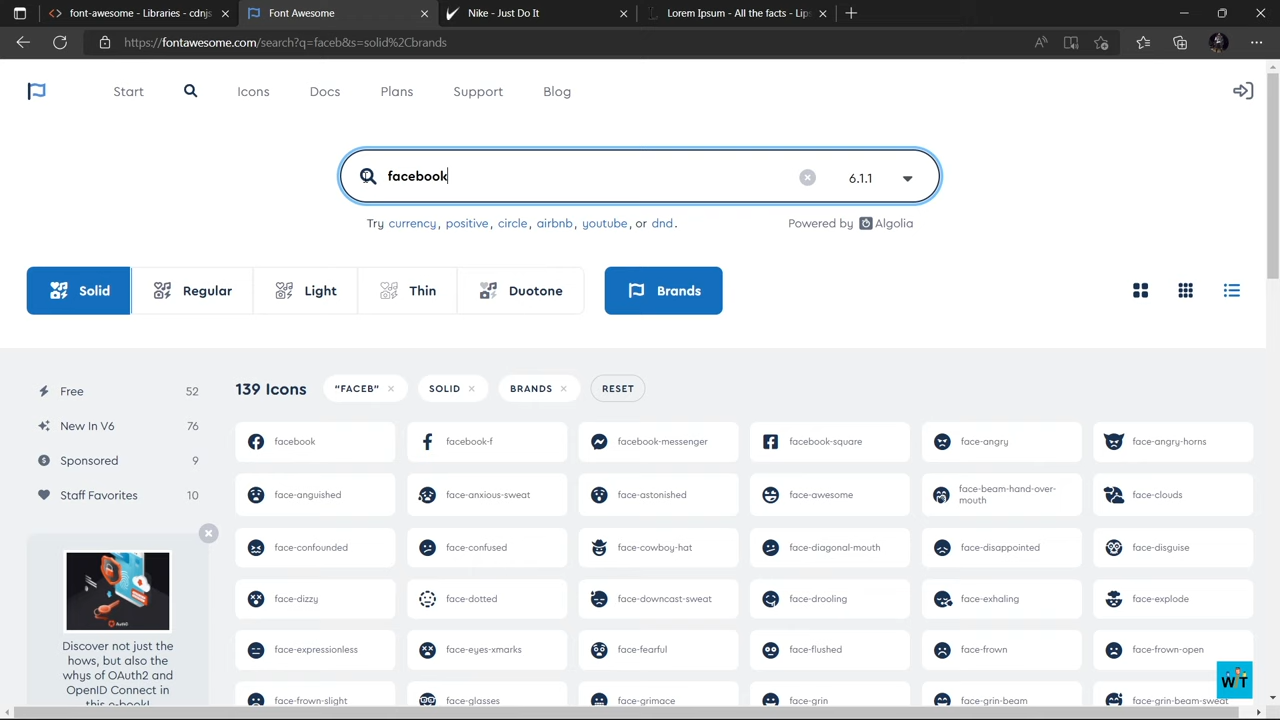 font-awesome - Libraries - cdnjs
Font Awesome
Nike - Just Do It
Lorem Ipsum - All the facts - Lip
https://fontawesome.com/search?q=faceb&s=solid%2Cbrands
Start
Icons
Docs
Plans
Support
Blog
facebook
6.1.1
Try currency, positive, circle, airbnb, youtube, or dnd.
Powered by Algolia
Solid
Regular
Light
Thin
Duotone
Brands
Free 52
New In V6 76
Sponsored 9
Staff Favorites 10
139 Icons
"FACEB"
SOLID
BRANDS
RESET
facebook
facebook-f
facebook-messenger
facebook-square
face-angry
face-angry-horns
face-anguished
face-anxious-sweat
face-astonished
face-awesome
face-beam-hand-over-
mouth
face-clouds
face-confounded
face-confused
face-cowboy-hat
face-diagonal-mouth
face-disappointed
face-disguise
face-dizzy
face-dotted
face-downcast-sweat
face-drooling
face-exhaling
face-explode
face-expressionless
face-eyes-xmarks
face-fearful
face-flushed
face-frown
face-frown-open
face-frown-slight
face-glasses
face-grimace
face-grin
face-grin-beam
face-grin-beam-sweat
Discover not just the
hows, but also the
whys of OAuth2 and
OpenID Connect in
this e-book!
WT